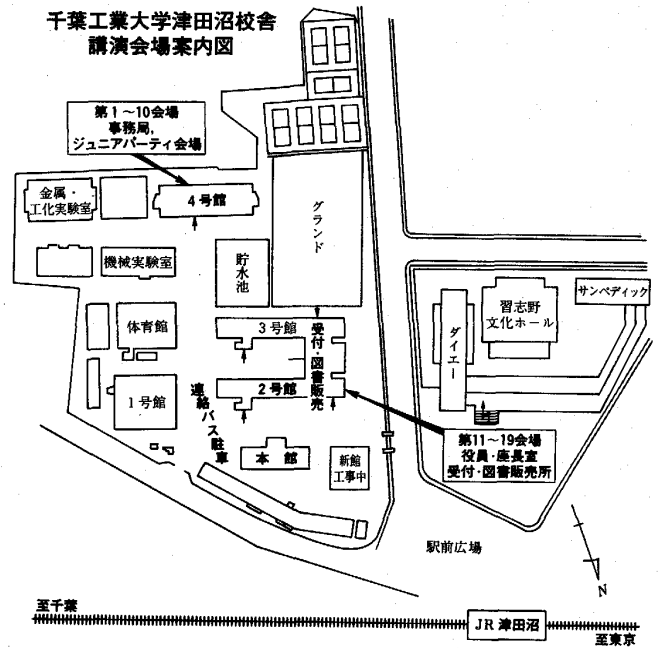 千葉工業大学津田沼校舎
講演会場案内図
第1～10会場
事務局,
ジュニアパーティ会場
金属・
工化実験室
4号館
グランド
機械実験室
貯水池
サンペディック
習志野
文化ホール
ダイエー
体育館
3号館
受付・図書販売
1号館
2号館
連絡バス駐車
本館
新館
工事中
第11～19会場
役員・座長室
受付・図書販売所
駅前広場
N
至千葉
JR 津田沼
至東京